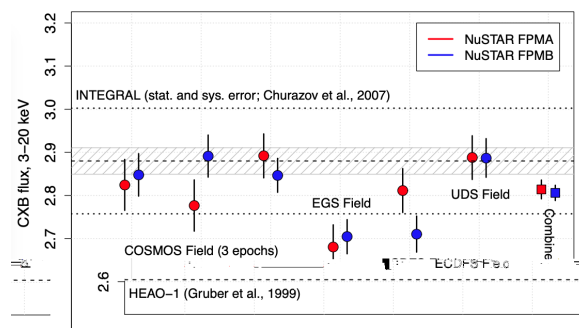 3.2
NuSTAR FPMA
3.1
NuSTAR FPMB
INTEGRAL (stat. and sys. error; Churazov et al., 2007)
3.0
CXB flux, 3−20 keV
2.9
2.8
EGS Field
UDS Field
2.7
COSMOS Field (3 epochs)
Combine
2.6
HEAO−1 (Gruber et al., 1999)